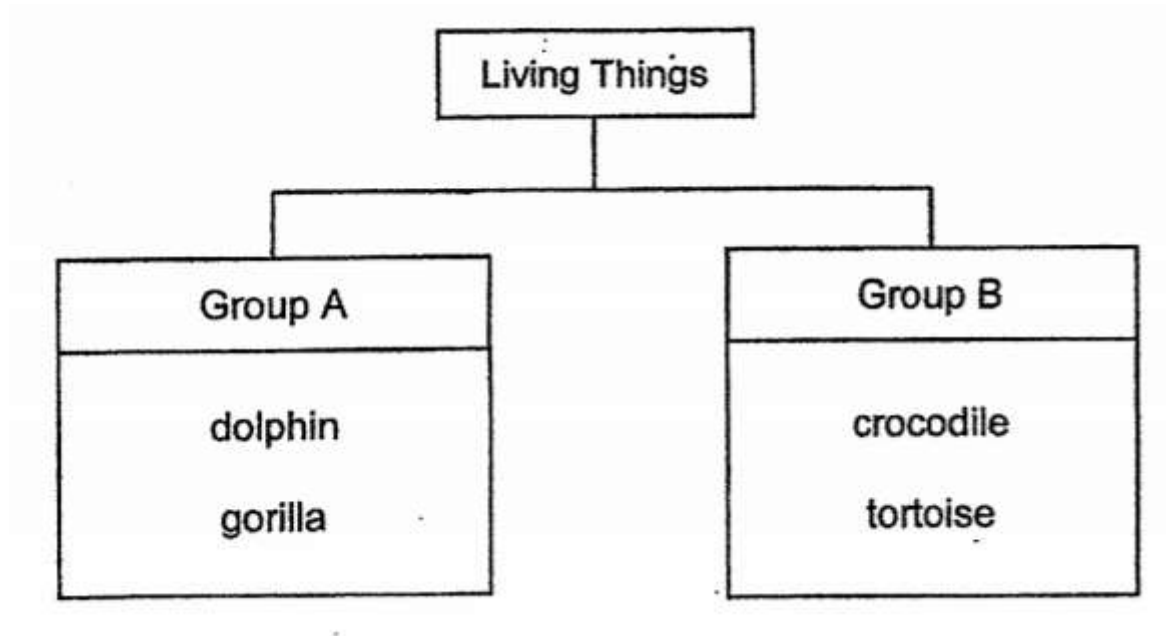 Living Things
Group A
dolphin
gorilla
Group B
crocodile
tortoise